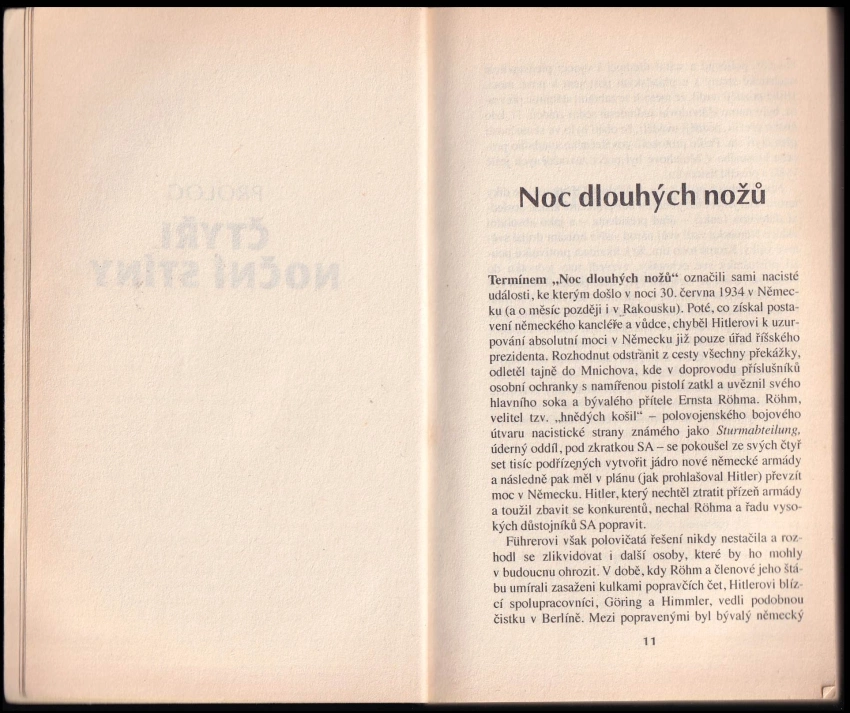 PROLOG
ČTYŘI
NOČNÍ STÍNY
Noc dlouhých nožů
Termínem „Noc dlouhých nožů“ označili sami nacisté
události, ke kterým došlo v noci 30. června 1934 v Němec-
ku (a o měsíc později i v Rakousku). Poté, co získal posta-
vení německého kancléře a vůdce, chyběl Hitlerovi k uzur-
pování absolutní moci v Německu již pouze úřad říšského
prezidenta. Rozhodnut odstranit z cesty všechny překážky,
odletěl tajně do Mnichova, kde v doprovodu příslušníků
osobní ochranky s namířenou pistolí zatkl a uvěznil svého
hlavního soka a bývalého přítele Ernsta Röhma. Röhm,
velitel tzv. „hnědých košil“ – polovojenského bojového
útvaru nacistické strany známého jako Sturmabteilung,
úderný oddíl, pod zkratkou SA – se pokoušel ze svých čtyř
set tisíc podřízených vytvořit jádro nové německé armády
a následně pak měl v plánu (jak prohlašoval Hitler) převzít
moc v Německu. Hitler, který nechtěl ztratit přízeň armády
a toužil zbavit se konkurentů, nechal Röhma a řadu vyso-
kých důstojníků SA popravit.
Führerovi však polovičatá řešení nikdy nestačila a roz-
hodl se zlikvidovat i další osoby, které by ho mohly
v budoucnu ohrozit. V době, kdy Röhm a členové jeho štá-
bu umírali zasaženi kulkami popravčích čet, Hitlerovi blíz-
cí spolupracovníci, Göring a Himmler, vedli podobnou
čistku v Berlíně. Mezi popravenými byl bývalý německý
11